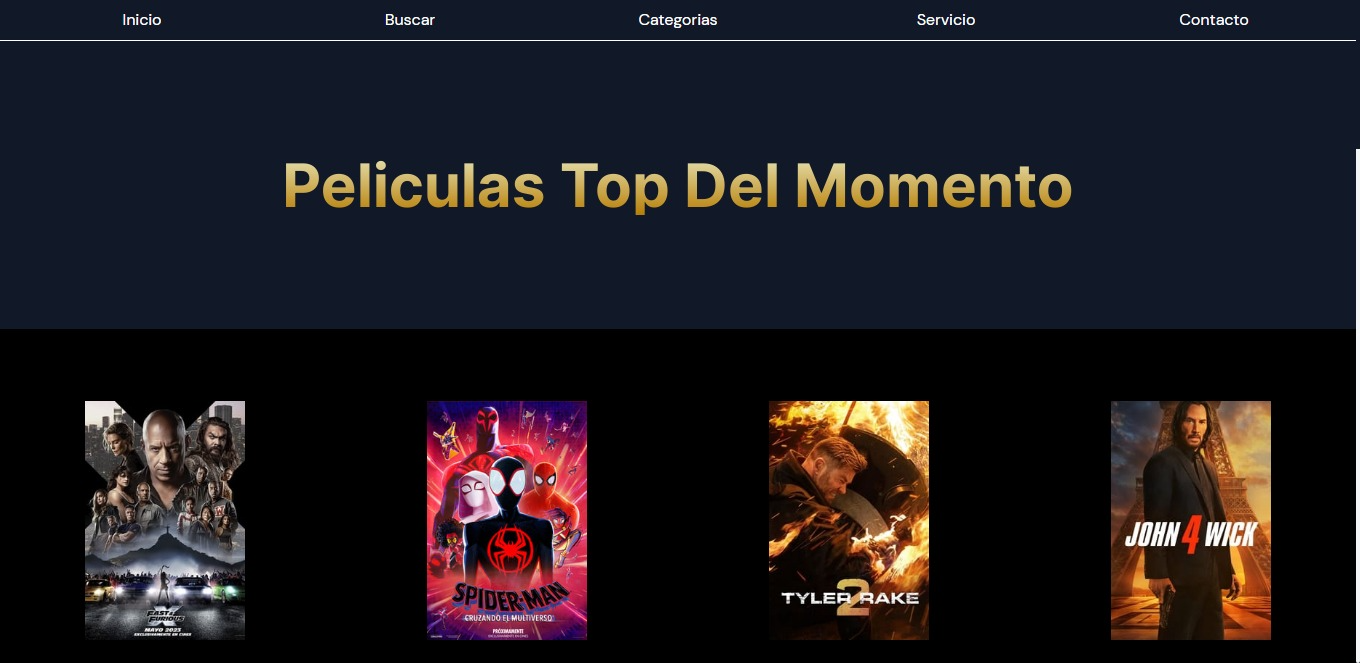 Inicio Buscar Categorias Servicio Contacto
Peliculas Top Del Momento
FAST X FURIOUS
MAYO 2023
EXCLUSIVAMENTE EN CINES
SPIDER-MAN
CRUZANDO EL MULTIVERSO
PRÓXIMAMENTE
TYLER RAKE
2
JOHN 4 WICK